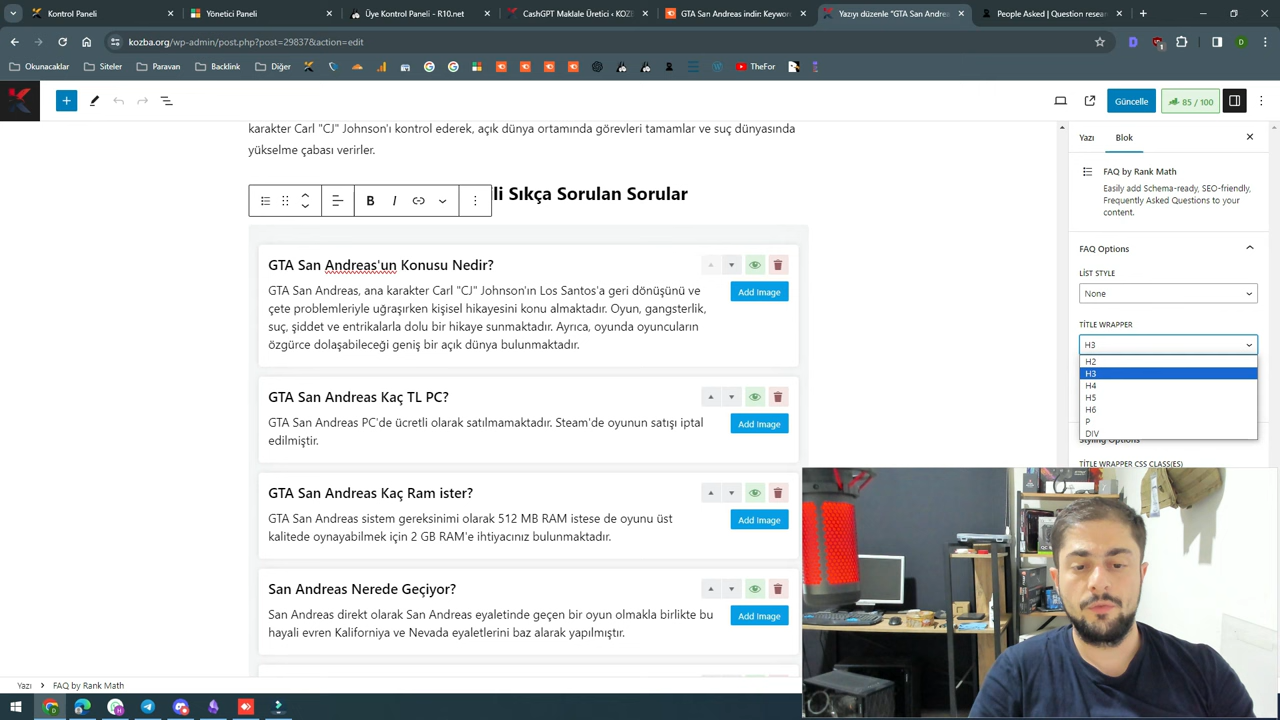 Kontrol Paneli
Yönetici Paneli
Üye Kontrol Paneli - R10.net
CashGPT Maklale Üretici < KOZB
GTA San Andreas indir: Keywor
Yazıyı düzenle "GTA San Andrea
People Asked | Question resea
kozba.org/wp-admin/post.php?post=29837&action=edit
Okunacaklar
Siteler
Paravan
Backlink
Diğer
TheFor
Güncelle
85 / 100
karakter Carl "CJ" Johnson'ı kontrol ederek, açık dünya ortamında görevleri tamamlar ve suç dünyasında
yükselme çabası verirler.
li Sıkça Sorulan Sorular
GTA San Andreas'un Konusu Nedir?
GTA San Andreas, ana karakter Carl "CJ" Johnson'ın Los Santos'a geri dönüşünü ve
çete problemleriyle uğraşırken kişisel hikayesini konu almaktadır. Oyun, gangsterlik,
suç, şiddet ve entrikalarla dolu bir hikaye sunmaktadır. Ayrıca, oyunda oyuncuların
özgürce dolaşabileceği geniş bir açık dünya bulunmaktadır.
Add Image
GTA San Andreas Kaç TL PC?
GTA San Andreas PC'de ücretli olarak satılmamaktadır. Steam'de oyunun satışı iptal
edilmiştir.
Add Image
GTA San Andreas Kaç Ram ister?
GTA San Andreas sistem gereksinimi olarak 512 MB RAM istese de oyunu üst
kalitede oynayabilmek için 2 GB RAM'e ihtiyacınız bulunmaktadır.
Add Image
San Andreas Nerede Geçiyor?
San Andreas direkt olarak San Andreas eyaletinde geçen bir oyun olmakla birlikte bu
hayali evren Kaliforniya ve Nevada eyaletlerini baz alarak yapılmıştır.
Add Image
Yazı
Blok
FAQ by Rank Math
Easily add Schema-ready, SEO-friendly,
Frequently Asked Questions to your
content.
FAQ Options
LİST STYLE
None
TİTLE WRAPPER
H3
H2
H3
H4
H5
H6
P
DIV
Styling Options
TİTLE WRAPPER CSS CLASS(ES)
Yazı
FAQ by Rank Math